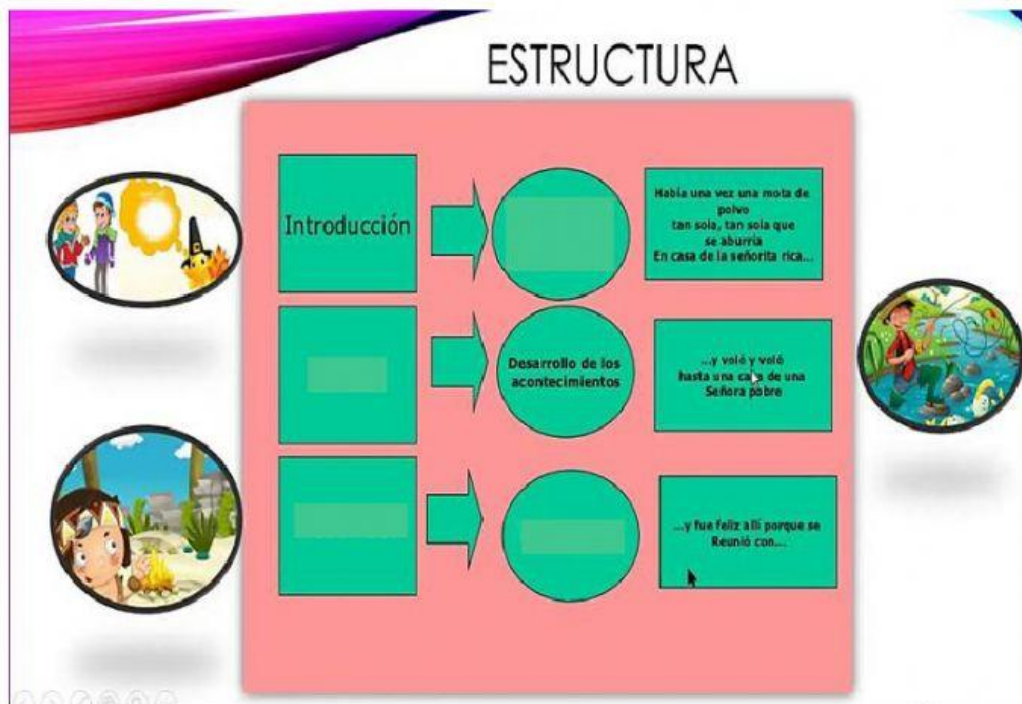 ESTRUCTURA
Introducción
Había una vez una mota de
polvo
tan sola, tan sola que
se aburría
En casa de la señorita rica...
Desarrollo de los
acontecimientos
...y voló y voló
hasta una casa de una
Señora pobre
...y fue feliz allí porque se
Reunió con...